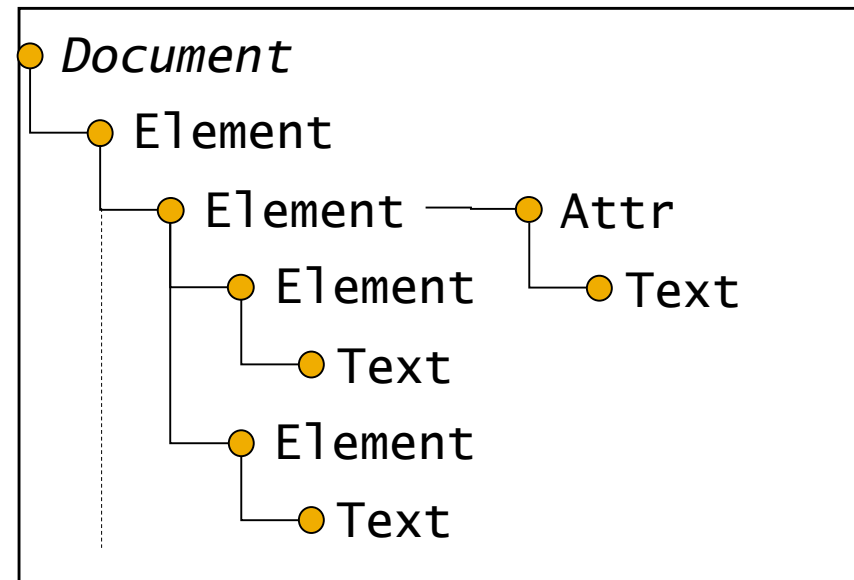 Document
Element
Element Attr
Element Text
Text
Element
Text